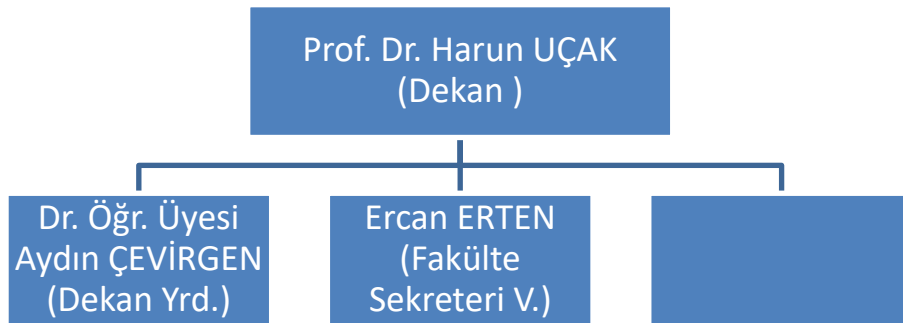 Prof. Dr. Harun UÇAK
(Dekan )
Dr. Öğr. Üyesi
Aydın ÇEVİRGEN
(Dekan Yrd.)
Ercan ERTEN
(Fakülte
Sekreteri V.)